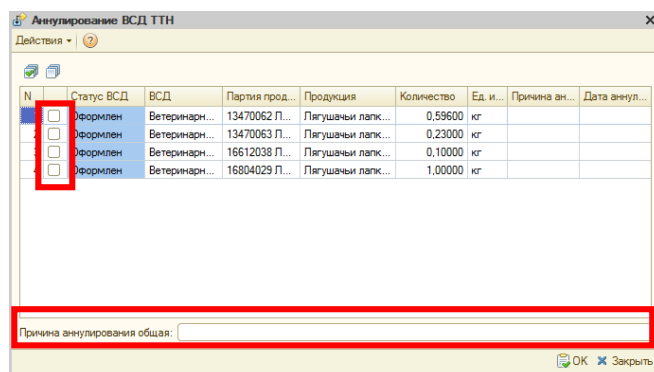 Аннулирование ВСД ТТН
Действия
N Статус ВСД ВСД Партия прод... Продукция Количество Ед. и... Причина ан... Дата аннул...
Оформлен Ветеринарн... 13470062 Л... Лягушачьи лапк... 0,59600 кг
2 Оформлен Ветеринарн... 13470063 Л... Лягушачьи лапк... 0,23000 кг
3 Оформлен Ветеринарн... 16612038 Л... Лягушачьи лапк... 0,10000 кг
4 Оформлен Ветеринарн... 16804029 Л... Лягушачьи лапк... 1,00000 кг
Причина аннулирования общая:
OK Закрыть